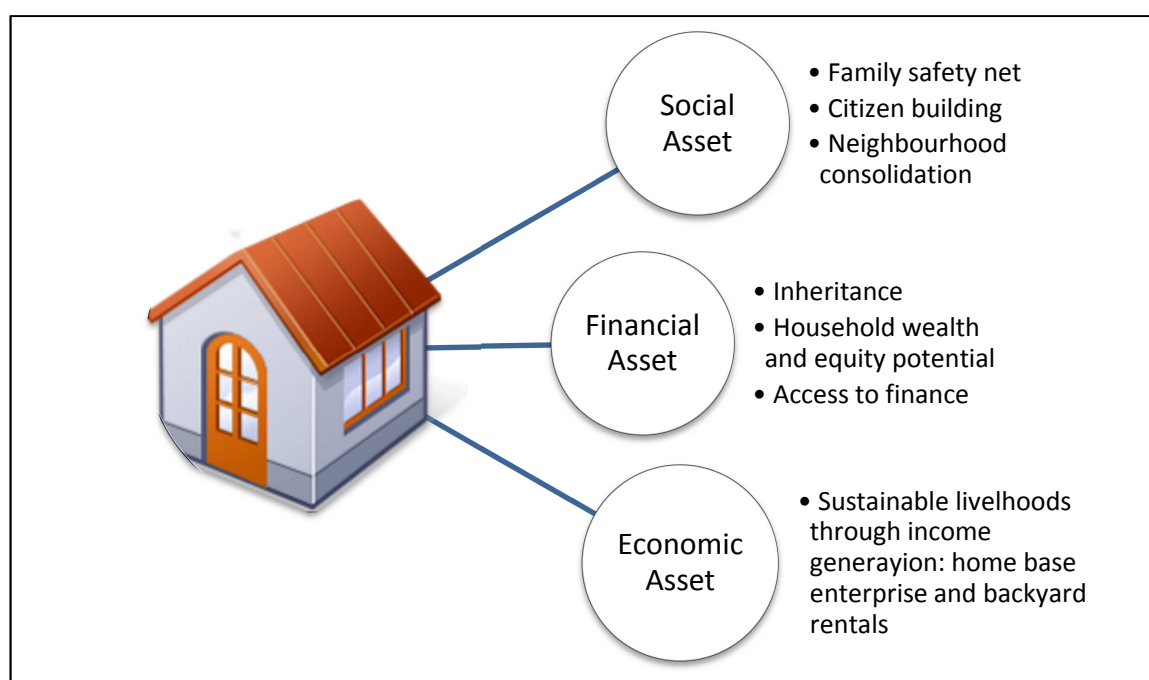 Social
Asset
• Family safety net
• Citizen building
• Neighbourhood
consolidation
Financial
Asset
• Inheritance
• Household wealth
and equity potential
• Access to finance
Economic
Asset
• Sustainable livelhoods
through income
generayion: home base
enterprise and backyard
rentals